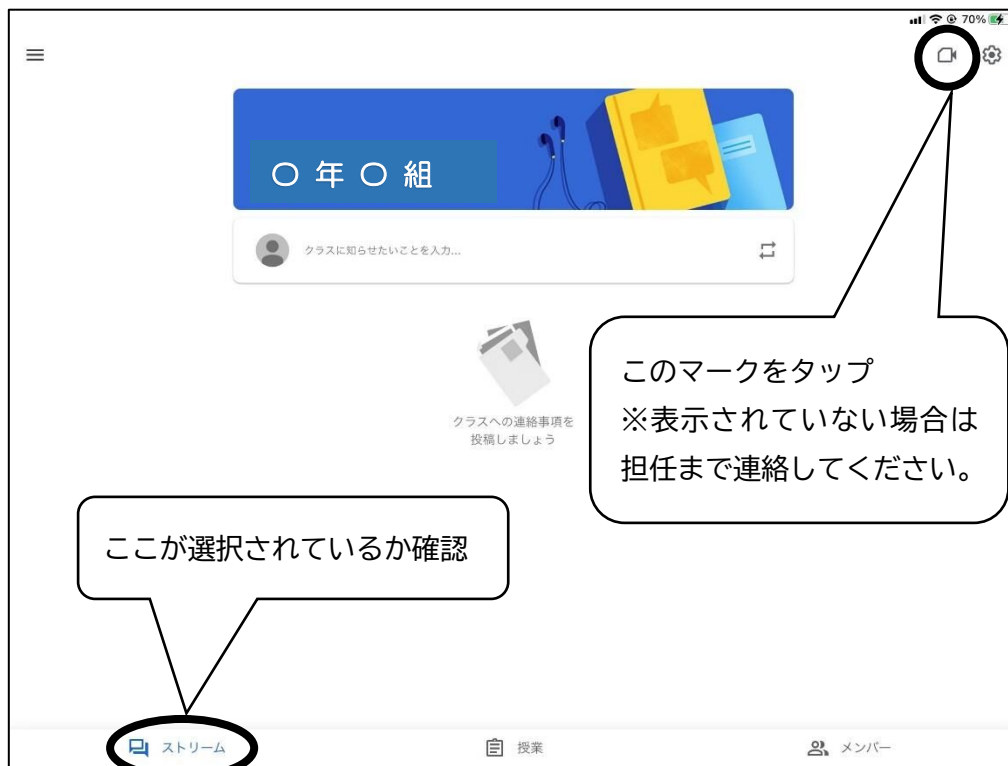 70%
〇年〇組
クラスに知らせたいことを入力...
クラスへの連絡事項を
投稿しましょう
このマークをタップ
※表示されていない場合は
担任まで連絡してください。
ここが選択されているか確認
ストリーム
授業
メンバー